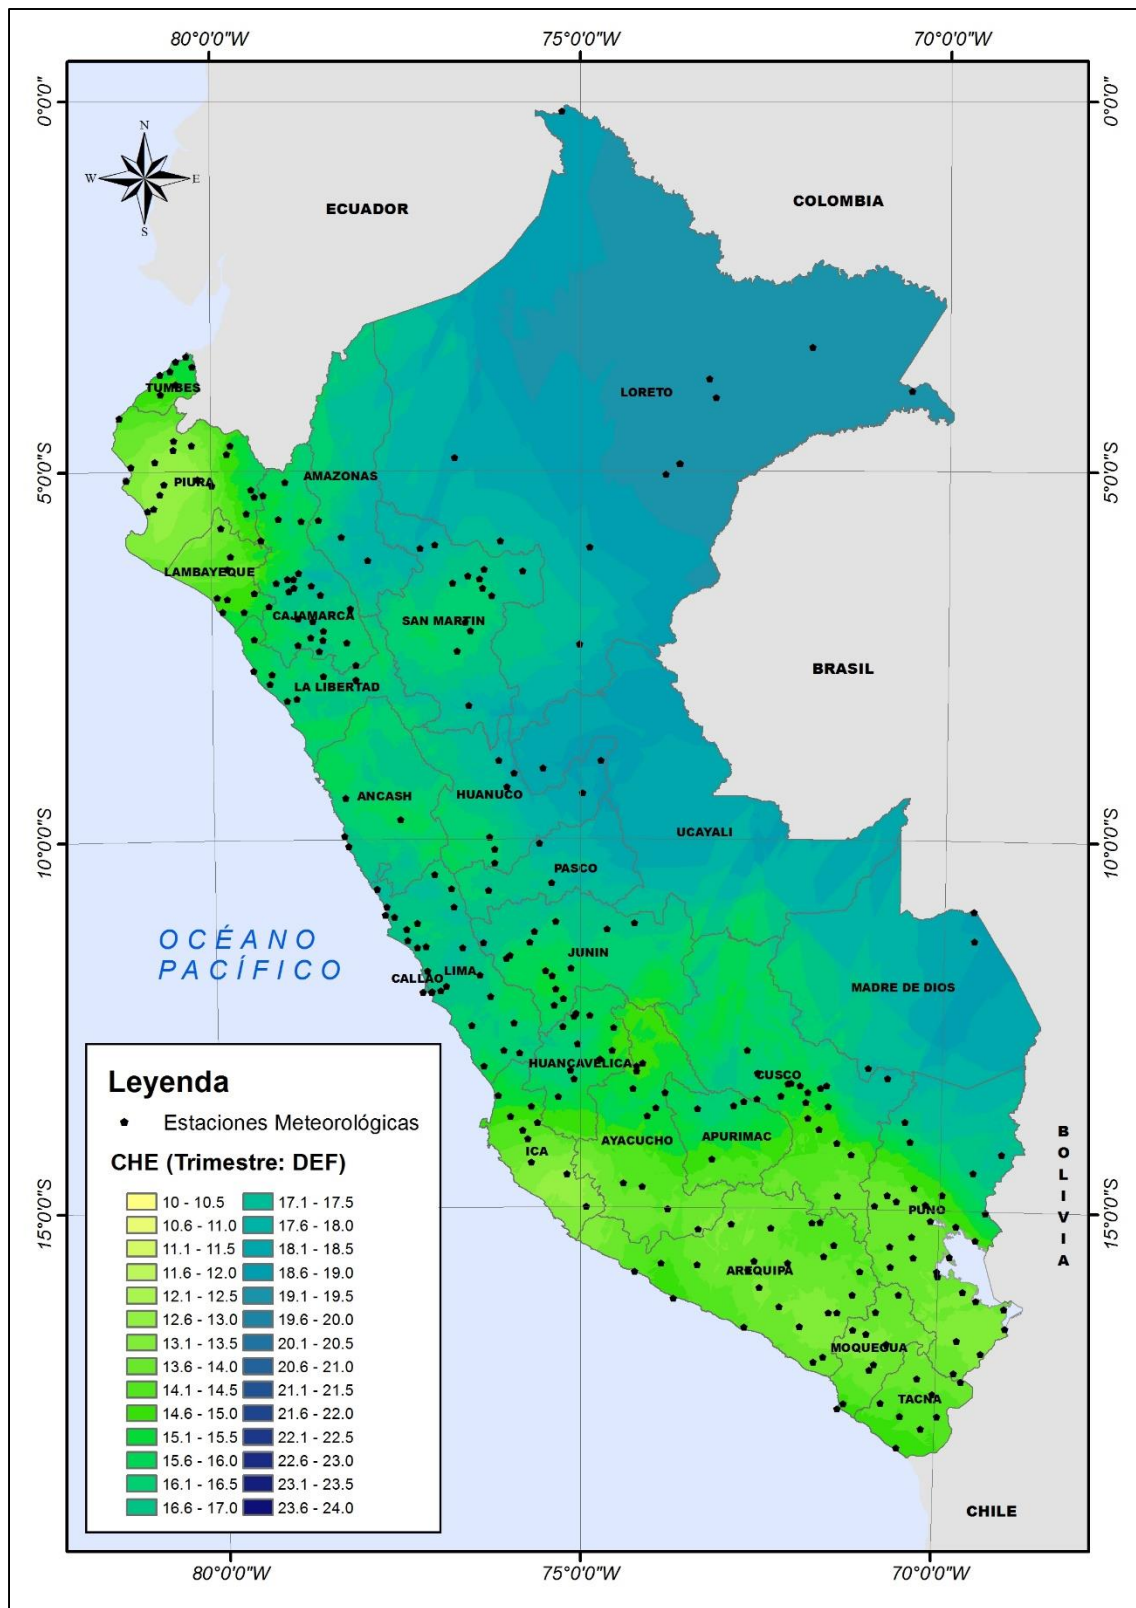 80°0'0"W 75°0'0"W 70°0'0"W
0°0'0" 0°0'0"
N
W E
S
ECUADOR
COLOMBIA
TUMBES
LORETO
5°0'0"S 5°0'0"S
AMAZONAS
PIURA
LAMBAYEQUE
CAJAMARCA
SAN MARTIN
BRASIL
LA LIBERTAD
ANCASH
HUANUCO
UCAYALI
10°0'0"S 10°0'0"S
PASCO
OCÉANO
PACÍFICO
JUNIN
CALLAO
LIMA
MADRE DE DIOS
HUANCAVELICA
CUSCO
AYACUCHO
APURIMAC
ICA
BOLIVIA
15°0'0"S 15°0'0"S
PUNO
AREQUIPA
MOQUEGUA
TACNA
CHILE
Leyenda
Estaciones Meteorológicas
CHE (Trimestre: DEF)
10 - 10.5 17.1 - 17.5
10.6 - 11.0 17.6 - 18.0
11.1 - 11.5 18.1 - 18.5
11.6 - 12.0 18.6 - 19.0
12.1 - 12.5 19.1 - 19.5
12.6 - 13.0 19.6 - 20.0
13.1 - 13.5 20.1 - 20.5
13.6 - 14.0 20.6 - 21.0
14.1 - 14.5 21.1 - 21.5
14.6 - 15.0 21.6 - 22.0
15.1 - 15.5 22.1 - 22.5
15.6 - 16.0 22.6 - 23.0
16.1 - 16.5 23.1 - 23.5
16.6 - 17.0 23.6 - 24.0
80°0'0"W 75°0'0"W 70°0'0"W